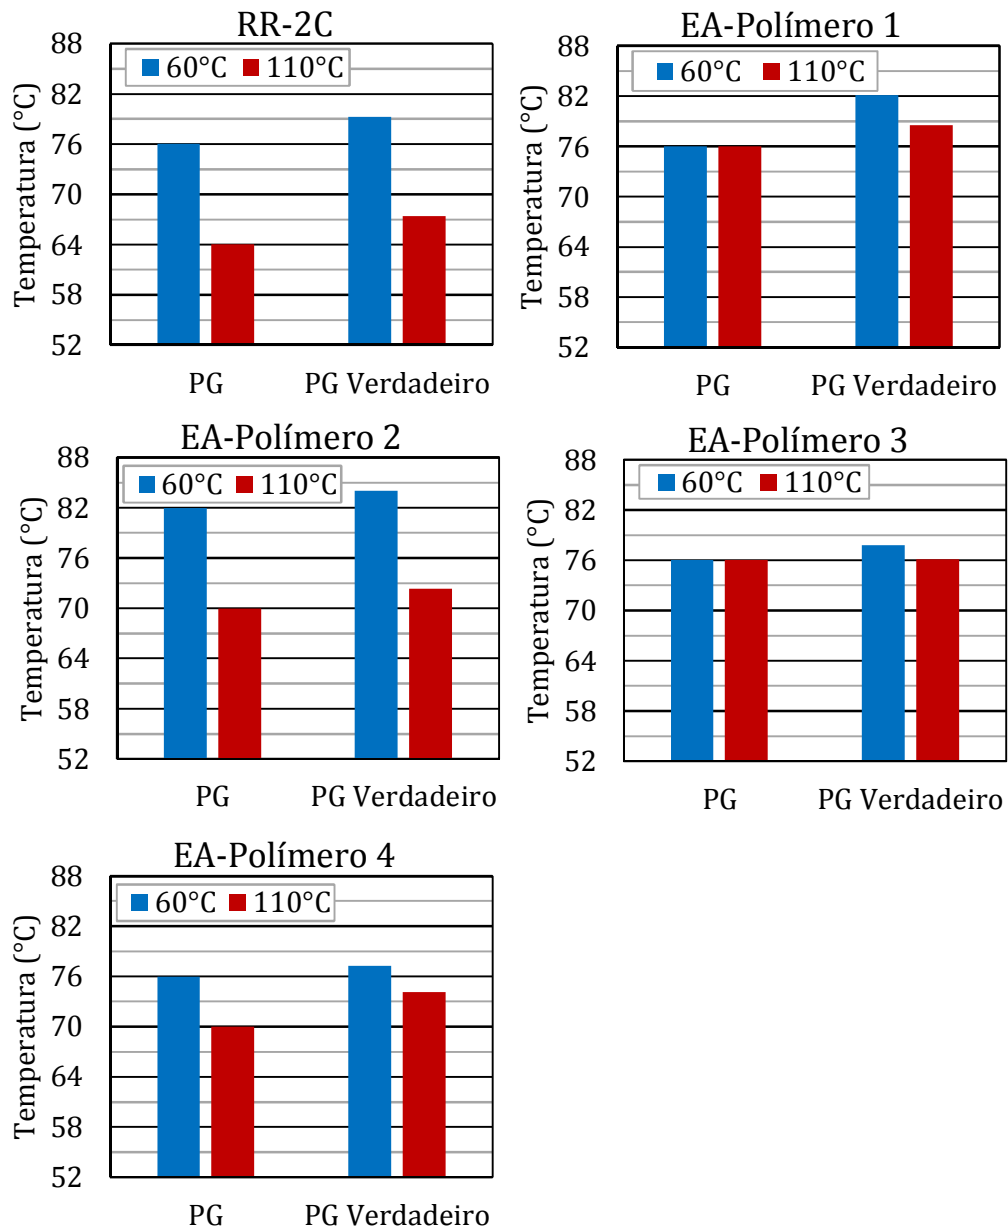 RR-2C
Temperatura (°C)
88
82
76
70
64
58
52
60°C 110°C
PG PG Verdadeiro
EA-Polímero 1
Temperatura (°C)
88
82
76
70
64
58
52
60°C 110°C
PG PG Verdadeiro
EA-Polímero 2
Temperatura (°C)
88
82
76
70
64
58
52
60°C 110°C
PG PG Verdadeiro
EA-Polímero 3
Temperatura (°C)
88
82
76
70
64
58
52
60°C 110°C
PG PG Verdadeiro
EA-Polímero 4
Temperatura (°C)
88
82
76
70
64
58
52
60°C 110°C
PG PG Verdadeiro